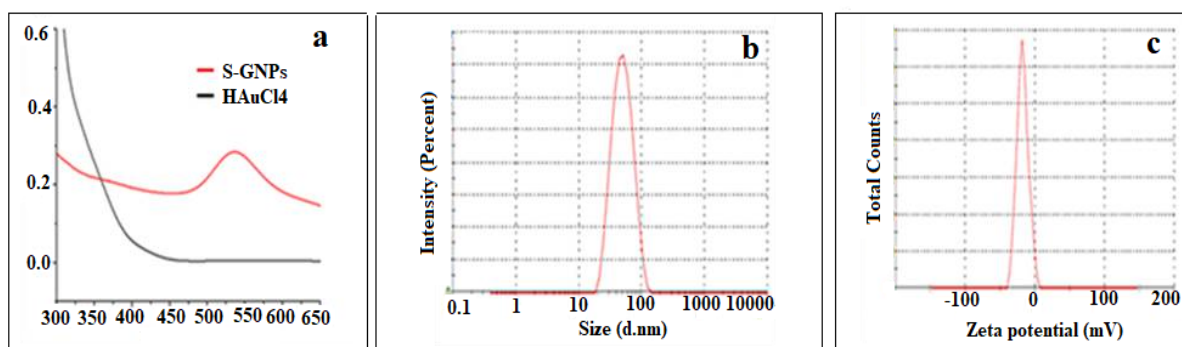 a
0.6
0.4
0.2
0.0
S-GNPs
HAuCl4
300 350 400 450 500 550 600 650
b
Intensity (Percent)
0.1 1 10 100 1000 10000
Size (d.nm)
c
Total Counts
-100 0 100 200
Zeta potential (mV)